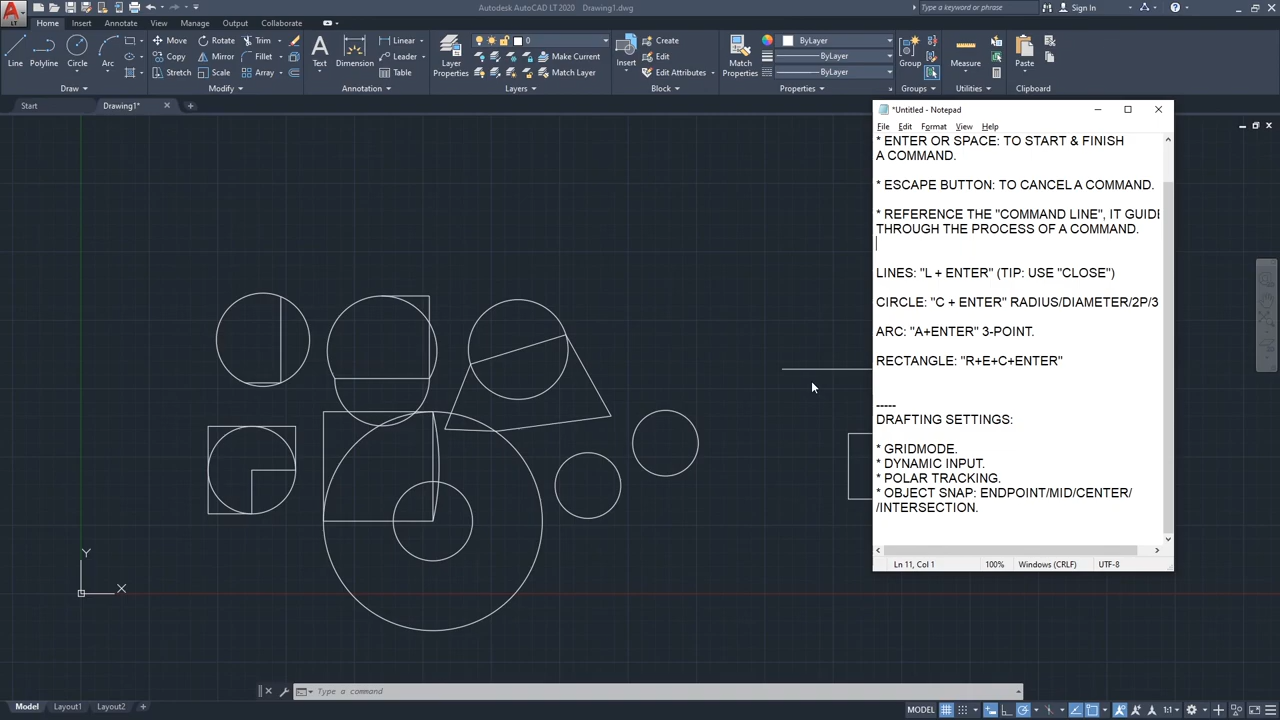 Autodesk AutoCAD LT 2020 Drawing1.dwg
Type a keyword or phrase
Sign In
LT
Home Insert Annotate View Manage Output Collaborate
Line Polyline Circle Arc
Move Rotate Trim
Copy Mirror Fillet
Stretch Scale Array
Text Dimension
Linear
Leader
Table
Layer Properties
0
Make Current
Match Layer
Insert
Create
Edit
Edit Attributes
Match Properties
ByLayer
ByLayer
ByLayer
Group Measure Paste
Draw Modify Annotation Layers Block Properties Groups Utilities Clipboard
Start Drawing1*
*Untitled - Notepad
File Edit Format View Help
* ENTER OR SPACE: TO START & FINISH
A COMMAND.
* ESCAPE BUTTON: TO CANCEL A COMMAND.
* REFERENCE THE "COMMAND LINE", IT GUIDE
THROUGH THE PROCESS OF A COMMAND.
LINES: "L + ENTER" (TIP: USE "CLOSE")
CIRCLE: "C + ENTER" RADIUS/DIAMETER/2P/3
ARC: "A+ENTER" 3-POINT.
RECTANGLE: "R+E+C+ENTER"
-----
DRAFTING SETTINGS:
* GRIDMODE.
* DYNAMIC INPUT.
* POLAR TRACKING.
* OBJECT SNAP: ENDPOINT/MID/CENTER/
/INTERSECTION.
Ln 11, Col 1 100% Windows (CRLF) UTF-8
Y
X
Type a command
Model Layout1 Layout2 +
MODEL 1:1